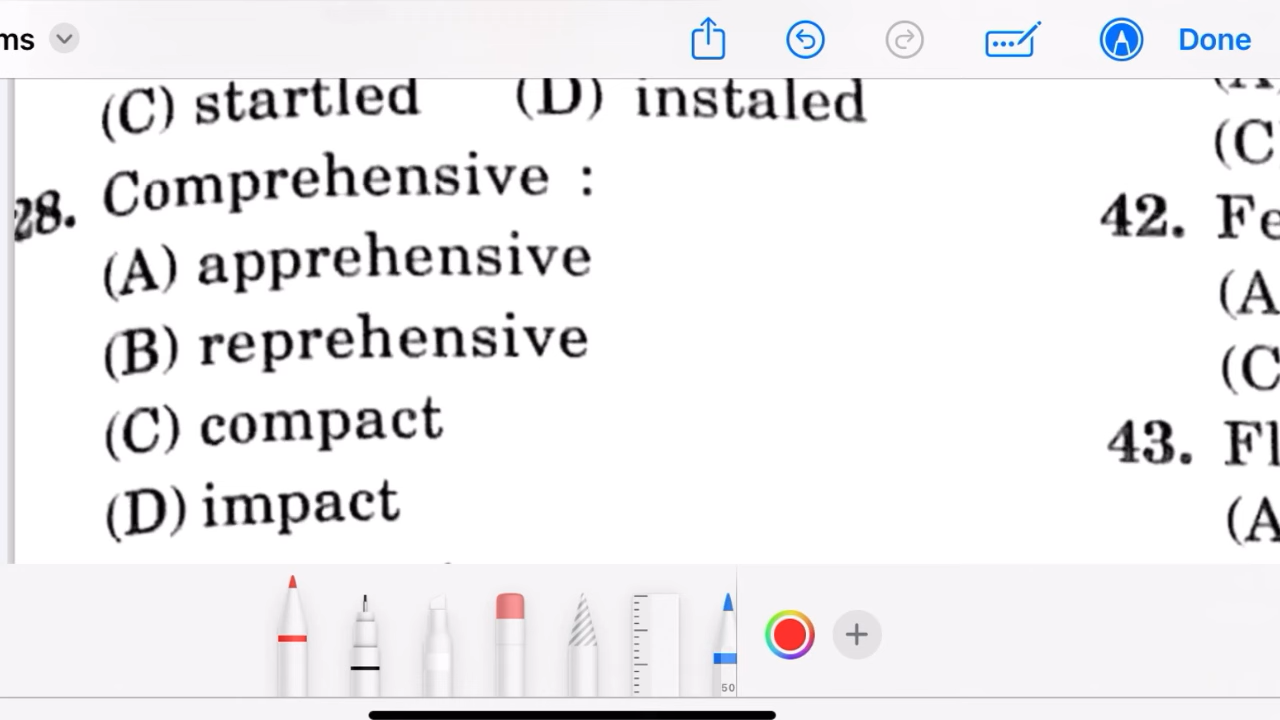 ms
Done
(C) startled (D) instaled
28. Comprehensive :
(A) apprehensive
(B) reprehensive
(C) compact
(D) impact
(C
42. Fe
(A
(C
43. Fl
(A
50